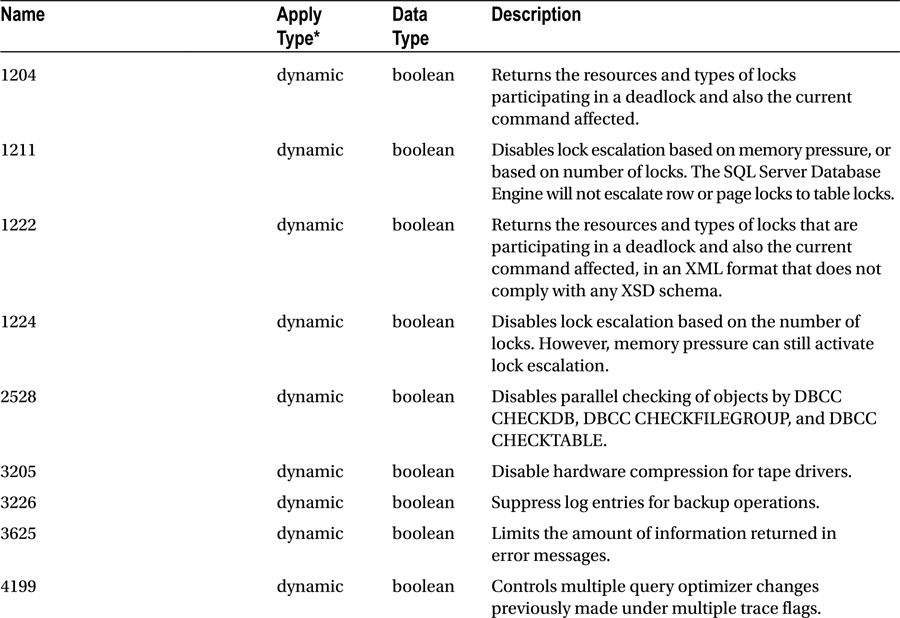 Name Apply Data Description
Type* Type
1204 dynamic boolean Returns the resources and types of locks
participating in a deadlock and also the current
command affected.
1211 dynamic boolean Disables lock escalation based on memory pressure, or
based on number of locks. The SQL Server Database
Engine will not escalate row or page locks to table locks.
1222 dynamic boolean Returns the resources and types of locks that are
participating in a deadlock and also the current
command affected, in an XML format that does not
comply with any XSD schema.
1224 dynamic boolean Disables lock escalation based on the number of
locks. However, memory pressure can still activate
lock escalation.
2528 dynamic boolean Disables parallel checking of objects by DBCC
CHECKDB, DBCC CHECKFILEGROUP, and DBCC
CHECKTABLE.
3205 dynamic boolean Disable hardware compression for tape drivers.
3226 dynamic boolean Suppress log entries for backup operations.
3625 dynamic boolean Limits the amount of information returned in
error messages.
4199 dynamic boolean Controls multiple query optimizer changes
previously made under multiple trace flags.